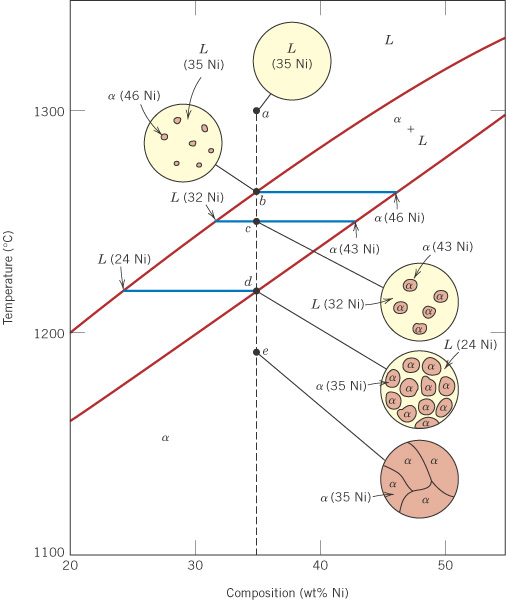 L
L
(35 Ni)
L
(35 Ni)
α (46 Ni)
1300
a
α
+
L
L (32 Ni)
b
α (46 Ni)
c
α (43 Ni)
α (43 Ni)
L (24 Ni)
d
L (32 Ni)
Temperature (°C)
1200
e
L (24 Ni)
α α α
α (35 Ni)
α α α α α
α α α α
α
α
α α
α
α (35 Ni)
α
1100
20
30
40
50
Composition (wt% Ni)